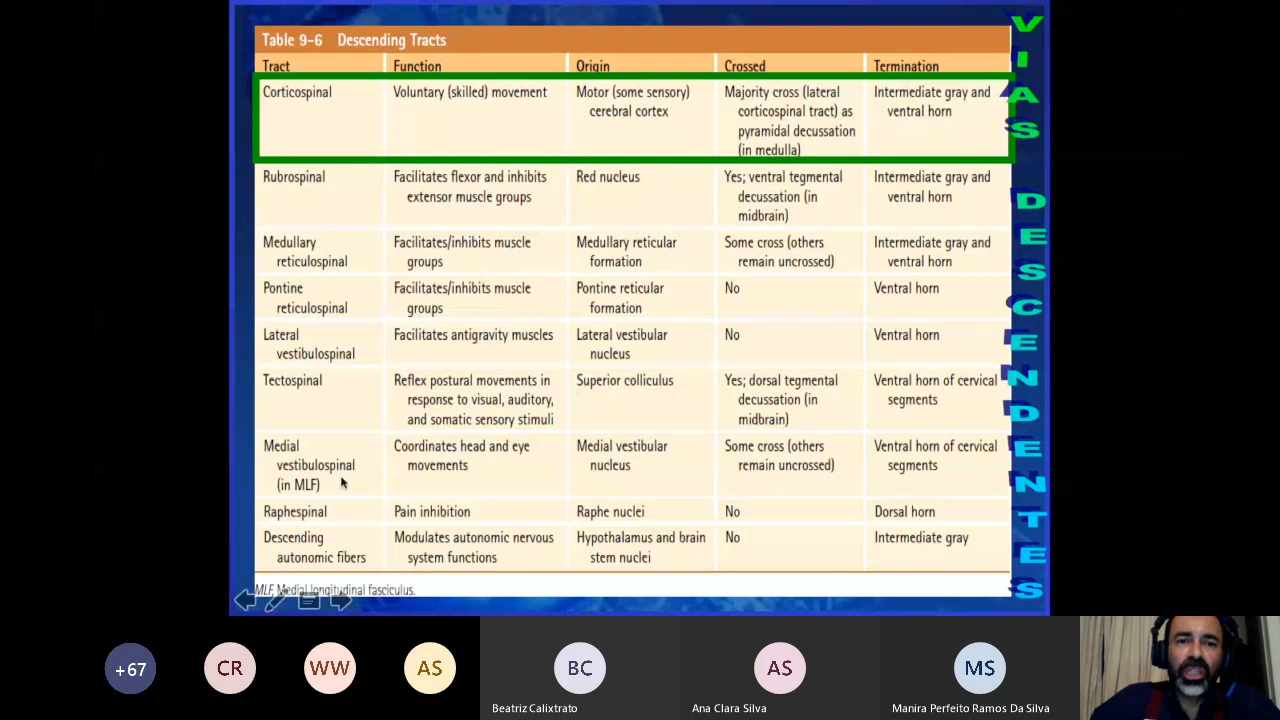 Table 9-6 Descending Tracts
Tract Function Origin Crossed Termination
Corticospinal Voluntary (skilled) movement Motor (some sensory) Majority cross (lateral Intermediate gray and
cerebral cortex corticospinal tract) as ventral horn
pyramidal decussation
(in medulla)
Rubrospinal Facilitates flexor and inhibits Red nucleus Yes; ventral tegmental Intermediate gray and
extensor muscle groups decussation (in ventral horn
midbrain)
Medullary Facilitates/inhibits muscle Medullary reticular Some cross (others Intermediate gray and
reticulospinal groups formation remain uncrossed) ventral horn
Pontine Facilitates/inhibits muscle Pontine reticular No Ventral horn
reticulospinal groups formation
Lateral Facilitates antigravity muscles Lateral vestibular No Ventral horn
vestibulospinal nucleus
Tectospinal Reflex postural movements in Superior colliculus Yes; dorsal tegmental Ventral horn of cervical
response to visual, auditory, decussation (in segments
and somatic sensory stimuli midbrain)
Medial Coordinates head and eye Medial vestibular Some cross (others Ventral horn of cervical
vestibulospinal movements nucleus remain uncrossed) segments
(in MLF)
Raphespinal Pain inhibition Raphe nuclei No Dorsal horn
Descending Modulates autonomic nervous Hypothalamus and brain No Intermediate gray
autonomic fibers system functions stem nuclei
MLF, Medial longitudinal fasciculus.
VIAS DESCENDENTES
+67 CR WW AS BC AS MS
Beatriz Calixtrato Ana Clara Silva Manira Perfeito Ramos Da Silva